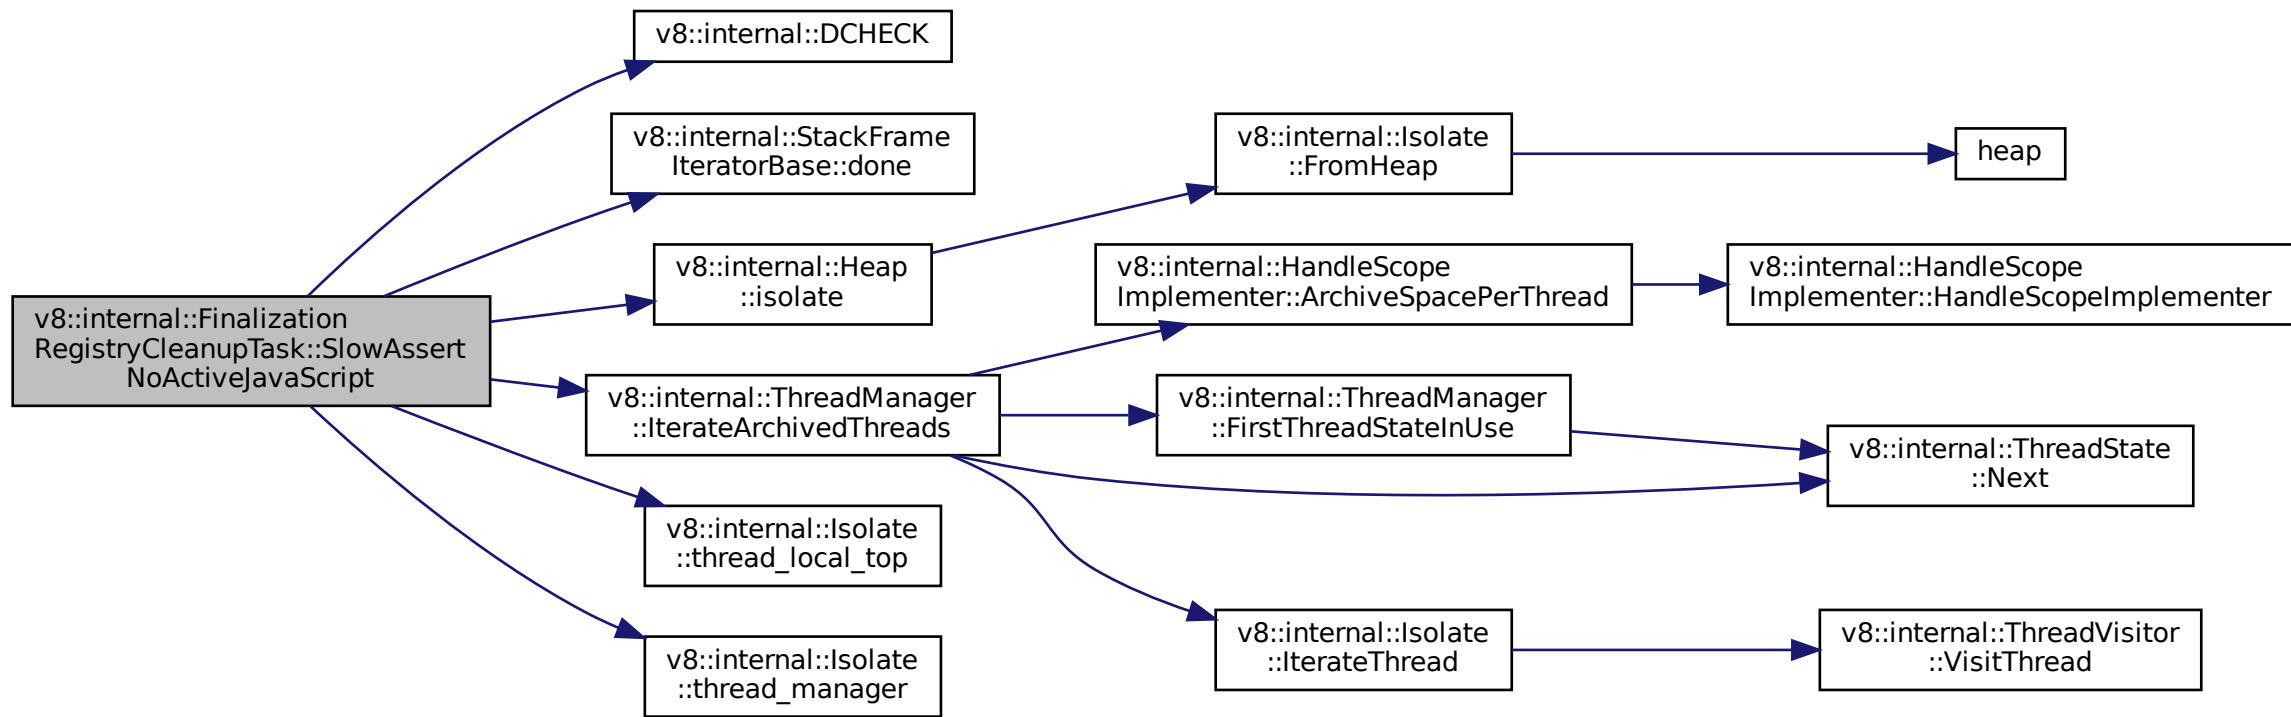 v8::internal::Finalization
RegistryCleanupTask::SlowAssert
NoActiveJavaScript
v8::internal::DCHECK
v8::internal::StackFrame
IteratorBase::done
v8::internal::Heap
::isolate
v8::internal::ThreadManager
::IterateArchivedThreads
v8::internal::Isolate
::thread_local_top
v8::internal::Isolate
::thread_manager
v8::internal::Isolate
::FromHeap
v8::internal::HandleScope
Implementer::ArchiveSpacePerThread
v8::internal::ThreadManager
::FirstThreadStateInUse
v8::internal::Isolate
::IterateThread
heap
v8::internal::HandleScope
Implementer::HandleScopeImplementer
v8::internal::ThreadState
::Next
v8::internal::ThreadVisitor
::VisitThread